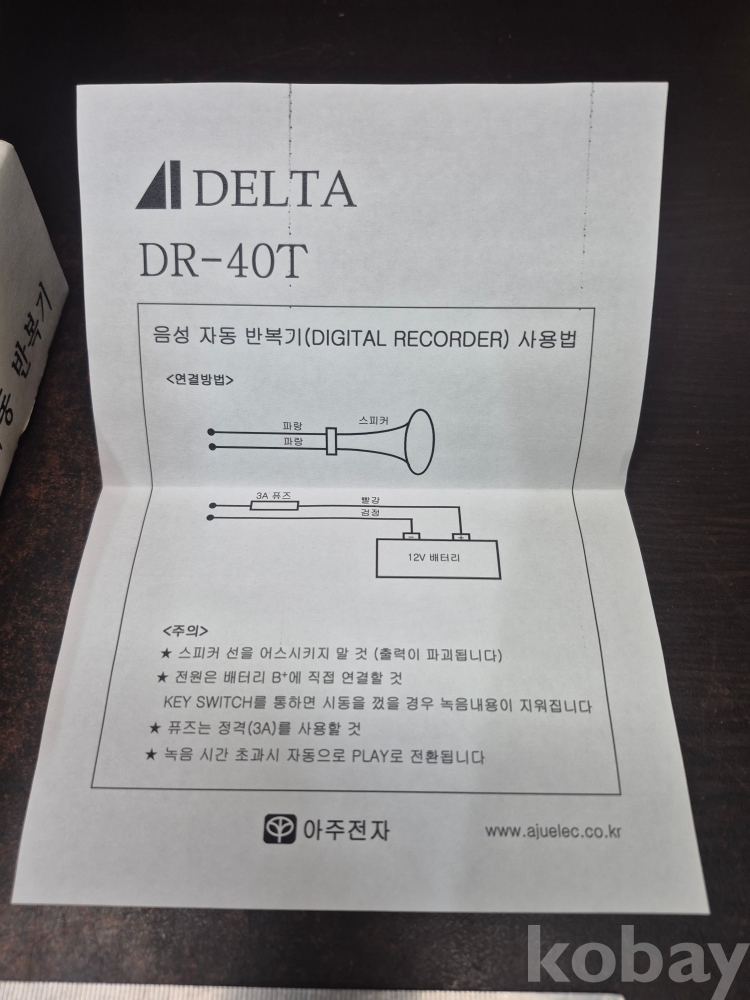 DELTA
DR-40T
음성 자동 반복기(DIGITAL RECORDER) 사용법
<연결방법>
파랑
스피커
파랑
3A 퓨즈
빨강
검정
- +
12V 배터리
<주의>
★ 스피커 선을 어스시키지 말 것 (출력이 파괴됩니다)
★ 전원은 배터리 B⁺에 직접 연결할 것
KEY SWITCH를 통하면 시동을 껐을 경우 녹음내용이 지워집니다
★ 퓨즈는 정격(3A)를 사용할 것
★ 녹음 시간 초과시 자동으로 PLAY로 전환됩니다
아주전자
www.ajuelec.co.kr
동 반복기
kobay